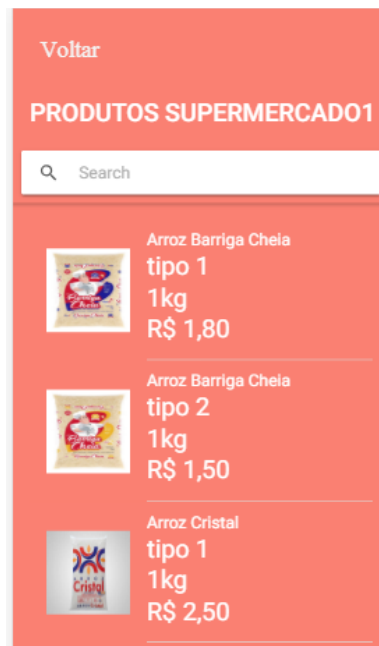 Voltar
PRODUTOS SUPERMERCADO1
Search
Arroz Barriga Cheia
tipo 1
1kg
R$ 1,80
Arroz Barriga Cheia
tipo 2
1kg
R$ 1,50
Cristal
Arroz Cristal
tipo 1
1kg
R$ 2,50